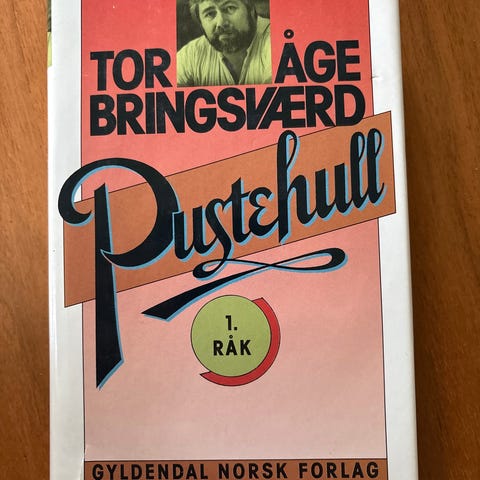 TOR ÅGE
BRINGSVÆRD
Pustehull
1.
RÅK
GYLDENDAL NORSK FORLAG